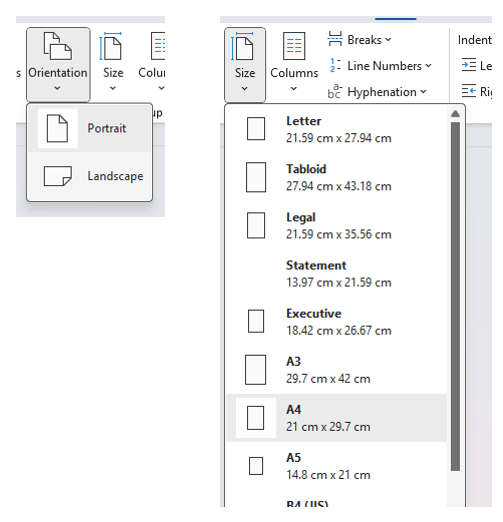 Orientation
Size
Colu
Portrait
Landscape
Size
Columns
Breaks
Line Numbers
Hyphenation
Indent
Le
Rig
Letter
21.59 cm x 27.94 cm
Tabloid
27.94 cm x 43.18 cm
Legal
21.59 cm x 35.56 cm
Statement
13.97 cm x 21.59 cm
Executive
18.42 cm x 26.67 cm
A3
29.7 cm x 42 cm
A4
21 cm x 29.7 cm
A5
14.8 cm x 21 cm
B4 (JIS)